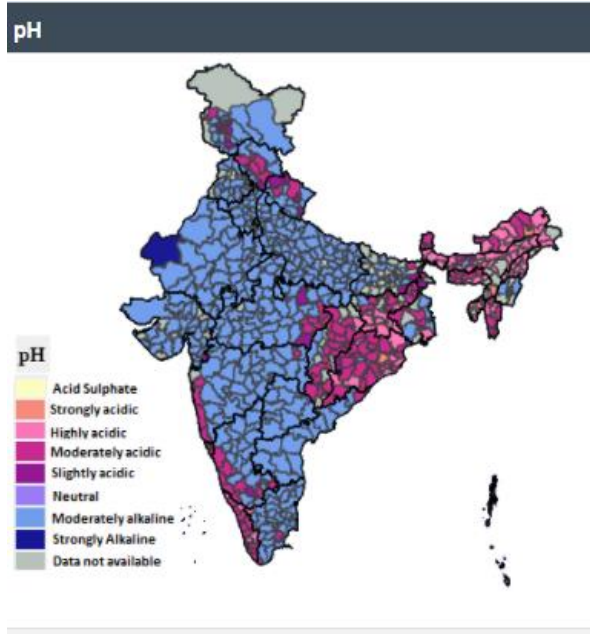 pH
pH
Acid Sulphate
Strongly acidic
Highly acidic
Moderately acidic
Slightly acidic
Neutral
Moderately alkaline
Strongly Alkaline
Data not available